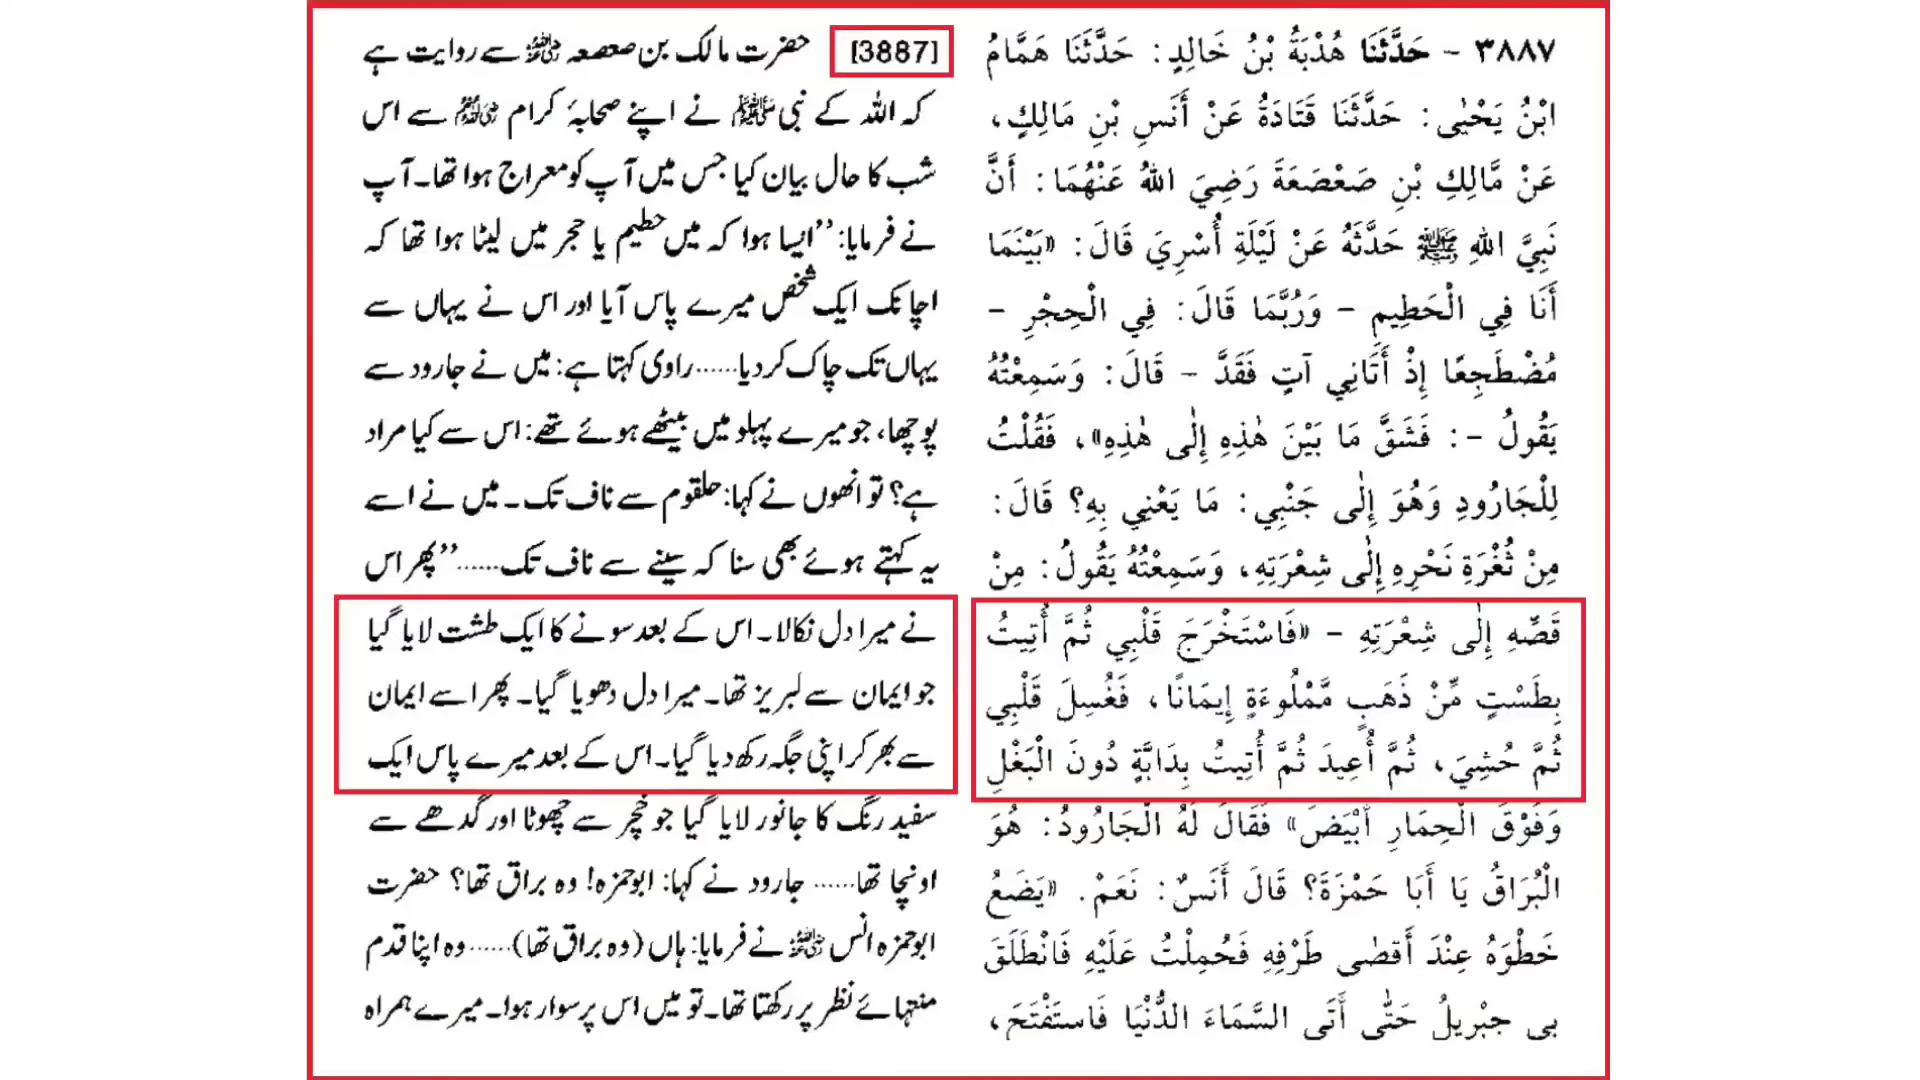 ٣٨٨٧ - حَدَّثَنَا هُدْبَةُ بْنُ خَالِدٍ: حَدَّثَنَا هَمَّامُ
ابْنُ يَحْيٰى: حَدَّثَنَا قَتَادَةُ عَنْ أَنَسِ بْنِ مَالِكٍ،
عَنْ مَّالِكِ بْنِ صَعْصَعَةَ رَضِيَ اللهُ عَنْهُمَا: أَنَّ
نَبِيَّ اللهِ ﷺ حَدَّثَهُ عَنْ لَيْلَةِ أُسْرِيَ قَالَ: «بَيْنَمَا
أَنَا فِي الْحَطِيمِ - وَرُبَّمَا قَالَ: فِي الْحِجْرِ -
مُضْطَجِعًا إِذْ أَتَانِي آتٍ فَقَدَّ - قَالَ: وَسَمِعْتُهُ
يَقُولُ -: فَشَقَّ مَا بَيْنَ هٰذِهِ إِلٰى هٰذِهِ»، فَقُلْتُ
لِلْجَارُودِ وَهُوَ إِلٰى جَنْبِي: مَا يَعْنِي بِهِ؟ قَالَ:
مِنْ ثُغْرَةِ نَحْرِهِ إِلٰى شِعْرَتِهِ، وَسَمِعْتُهُ يَقُولُ: مِنْ
قَصِّهِ إِلٰى شِعْرَتِهِ - «فَاسْتَخْرَجَ قَلْبِي ثُمَّ أُتِيتُ
بِطَسْتٍ مِّنْ ذَهَبٍ مَّمْلُوءَةٍ إِيمَانًا، فَغُسِلَ قَلْبِي
ثُمَّ حُشِيَ، ثُمَّ أُعِيدَ ثُمَّ أُتِيتُ بِدَابَّةٍ دُونَ الْبَغْلِ
وَفَوْقَ الْحِمَارِ أَبْيَضَ» فَقَالَ لَهُ الْجَارُودُ: هُوَ
الْبُرَاقُ يَا أَبَا حَمْزَةَ؟ قَالَ أَنَسٌ: نَعَمْ. «يَضَعُ
خَطْوَهُ عِنْدَ أَقْصٰى طَرْفِهِ فَحُمِلْتُ عَلَيْهِ فَانْطَلَقَ
بِي جِبْرِيلُ حَتّٰى أَتَى السَّمَاءَ الدُّنْيَا فَاسْتَفْتَحَ،
[3887] حضرت مالک بن صعصعہ ؓ سے روایت ہے
کہ اللہ کے نبی ﷺ نے اپنے صحابۂ کرام ؓ سے اس
شب کا حال بیان کیا جس میں آپ کو معراج ہوا تھا۔ آپ
نے فرمایا: ’’ایسا ہوا کہ میں حطیم یا حجر میں لیٹا ہوا تھا کہ
اچانک ایک شخص میرے پاس آیا اور اس نے یہاں سے
یہاں تک چاک کر دیا...... راوی کہتا ہے: میں نے جارود سے
پوچھا، جو میرے پہلو میں بیٹھے ہوئے تھے: اس سے کیا مراد
ہے؟ تو انھوں نے کہا: حلقوم سے ناف تک۔ میں نے اسے
یہ کہتے ہوئے بھی سنا کہ سینے سے ناف تک......’’پھر اس
نے میرا دل نکالا۔ اس کے بعد سونے کا ایک طشت لایا گیا
جو ایمان سے لبریز تھا۔ میرا دل دھویا گیا۔ پھر اسے ایمان
سے بھر کر اپنی جگہ رکھ دیا گیا۔ اس کے بعد میرے پاس ایک
سفید رنگ کا جانور لایا گیا جو خچر سے چھوٹا اور گدھے سے
اونچا تھا...... جارود نے کہا: ابوحمزہ! وہ براق تھا؟ حضرت
ابوحمزہ انس ؓ نے فرمایا: ہاں (وہ براق تھا)...... وہ اپنا قدم
منتہائے نظر پر رکھتا تھا۔ تو میں اس پر سوار ہوا۔ میرے ہمراہ